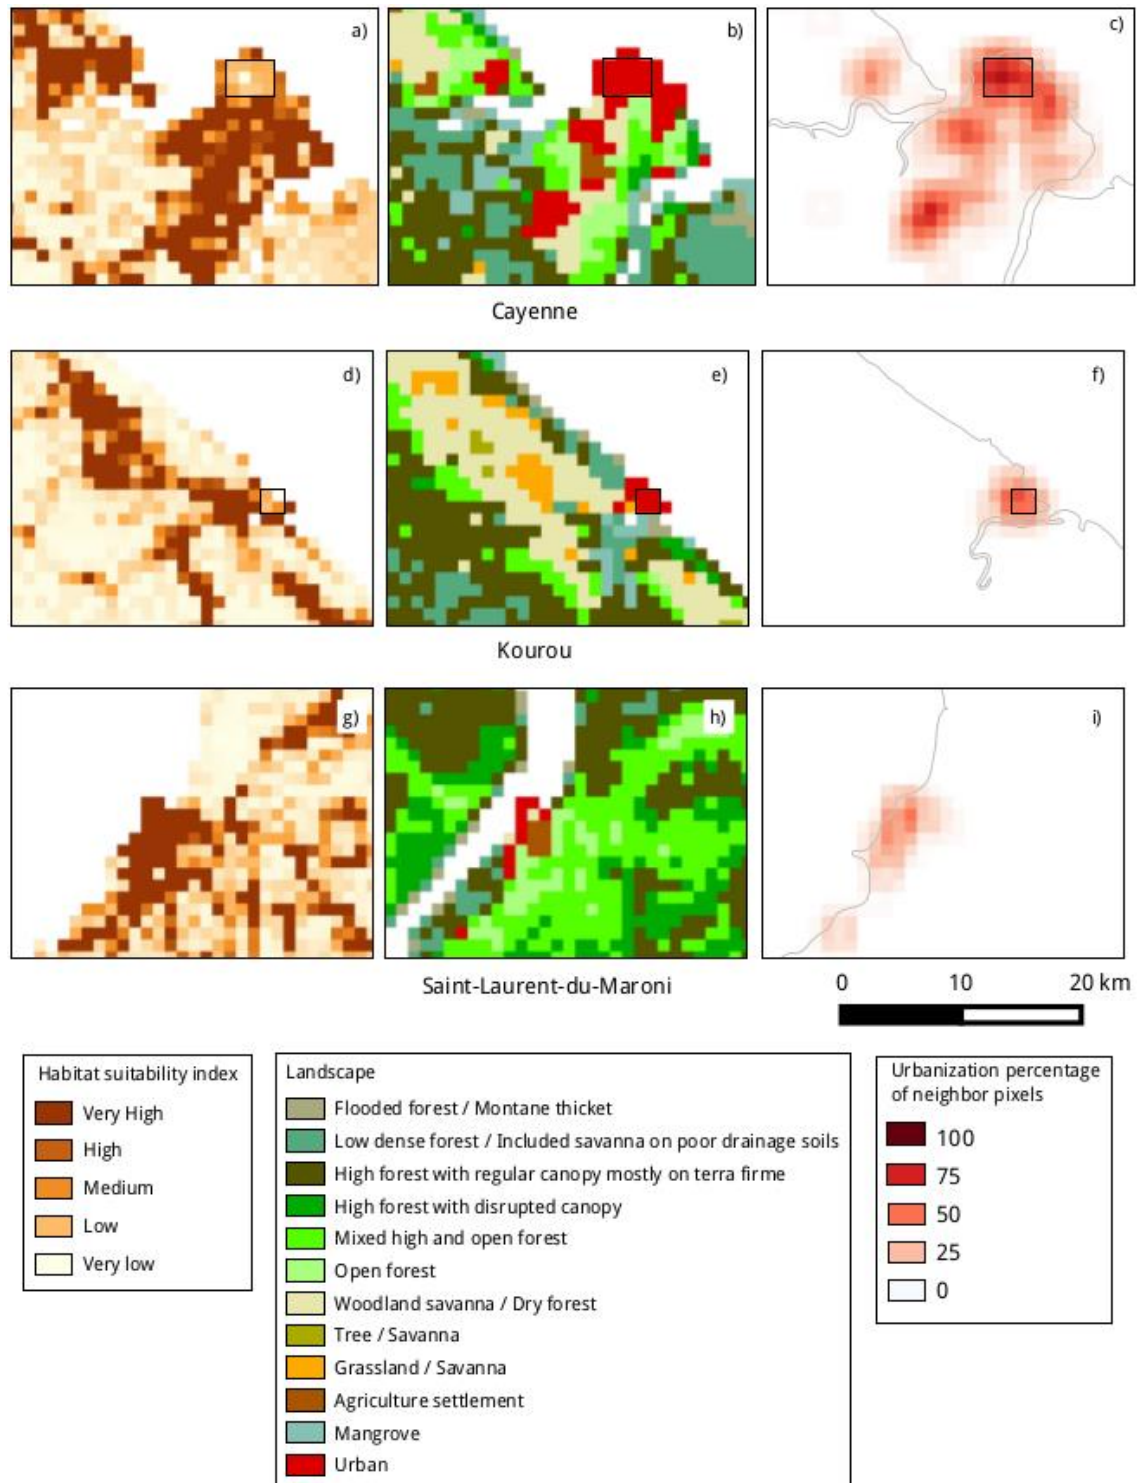 a)
b)
c)
Cayenne
d)
e)
f)
Kourou
g)
h)
i)
Saint-Laurent-du-Maroni
0 10 20 km
Habitat suitability index
Very High
High
Medium
Low
Very low
Landscape
Flooded forest / Montane thicket
Low dense forest / Included savanna on poor drainage soils
High forest with regular canopy mostly on terra firme
High forest with disrupted canopy
Mixed high and open forest
Open forest
Woodland savanna / Dry forest
Tree / Savanna
Grassland / Savanna
Agriculture settlement
Mangrove
Urban
Urbanization percentage
of neighbor pixels
100
75
50
25
0